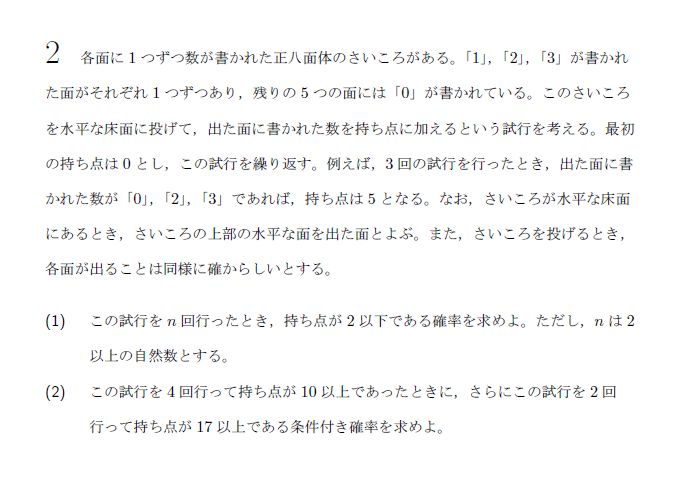 2 各面に 1 つずつ数が書かれた正八面体のさいころがある。「1」,「2」,「3」が書かれ
た面がそれぞれ 1 つずつあり，残りの 5 つの面には「0」が書かれている。このさいころ
を水平な床面に投げて，出た面に書かれた数を持ち点に加えるという試行を考える。最初
の持ち点は 0 とし，この試行を繰り返す。例えば，3 回の試行を行ったとき，出た面に書
かれた数が「0」,「2」,「3」であれば，持ち点は 5 となる。なお，さいころが水平な床面
にあるとき，さいころの上部の水平な面を出た面とよぶ。また，さいころを投げるとき，
各面が出ることは同様に確からしいとする。
(1) この試行を n 回行ったとき，持ち点が 2 以下である確率を求めよ。ただし，n は 2
以上の自然数とする。
(2) この試行を 4 回行って持ち点が 10 以上であったときに，さらにこの試行を 2 回
行って持ち点が 17 以上である条件付き確率を求めよ。